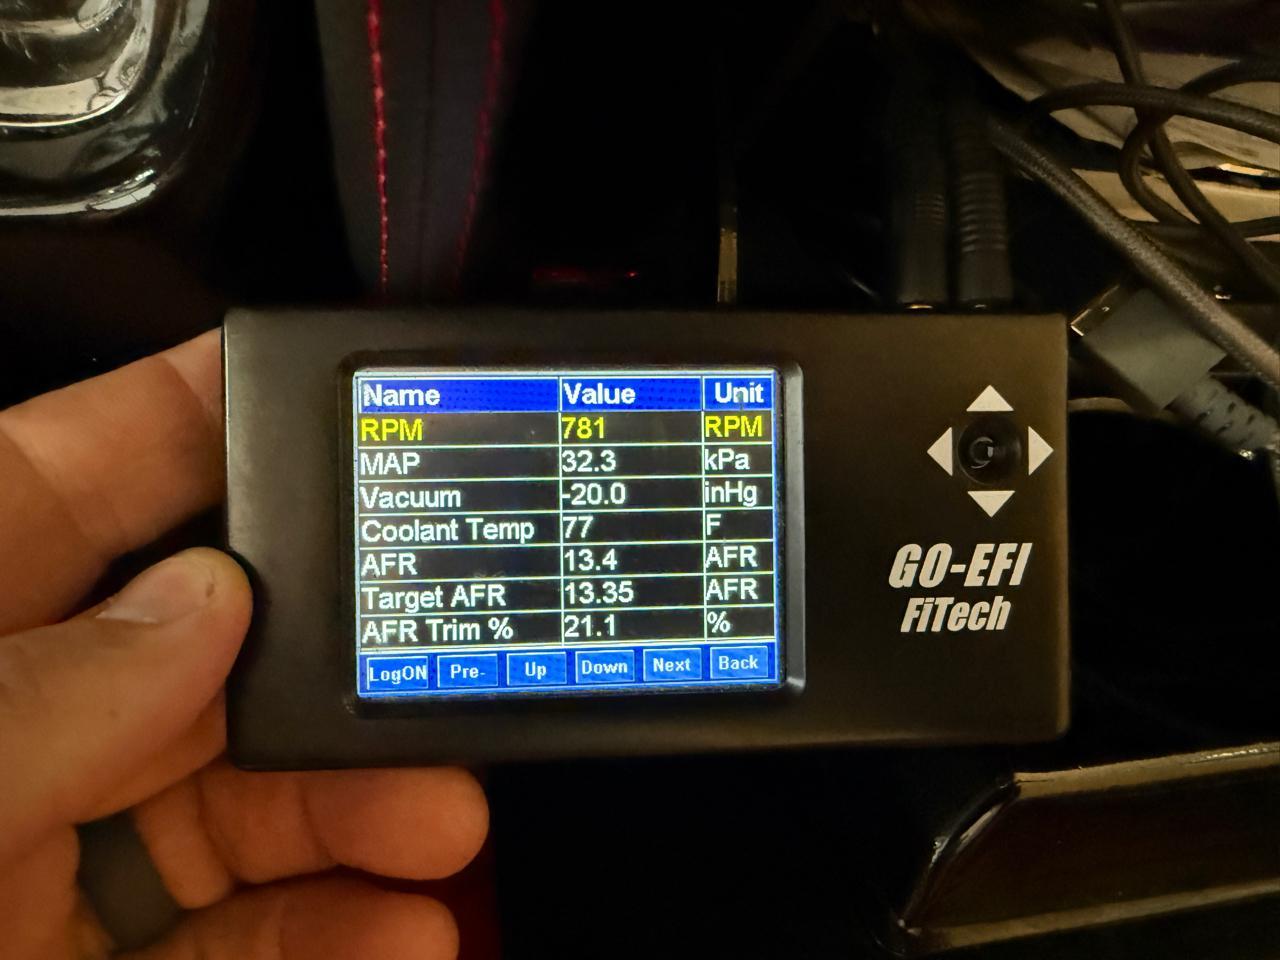 Name Value Unit
RPM 781 RPM
MAP 32.3 kPa
Vacuum -20.0 inHg
Coolant Temp 77 F
AFR 13.4 AFR
Target AFR 13.35 AFR
AFR Trim % 21.1 %
LogON Pre- Up Down Next Back
GO-EFI
FiTech